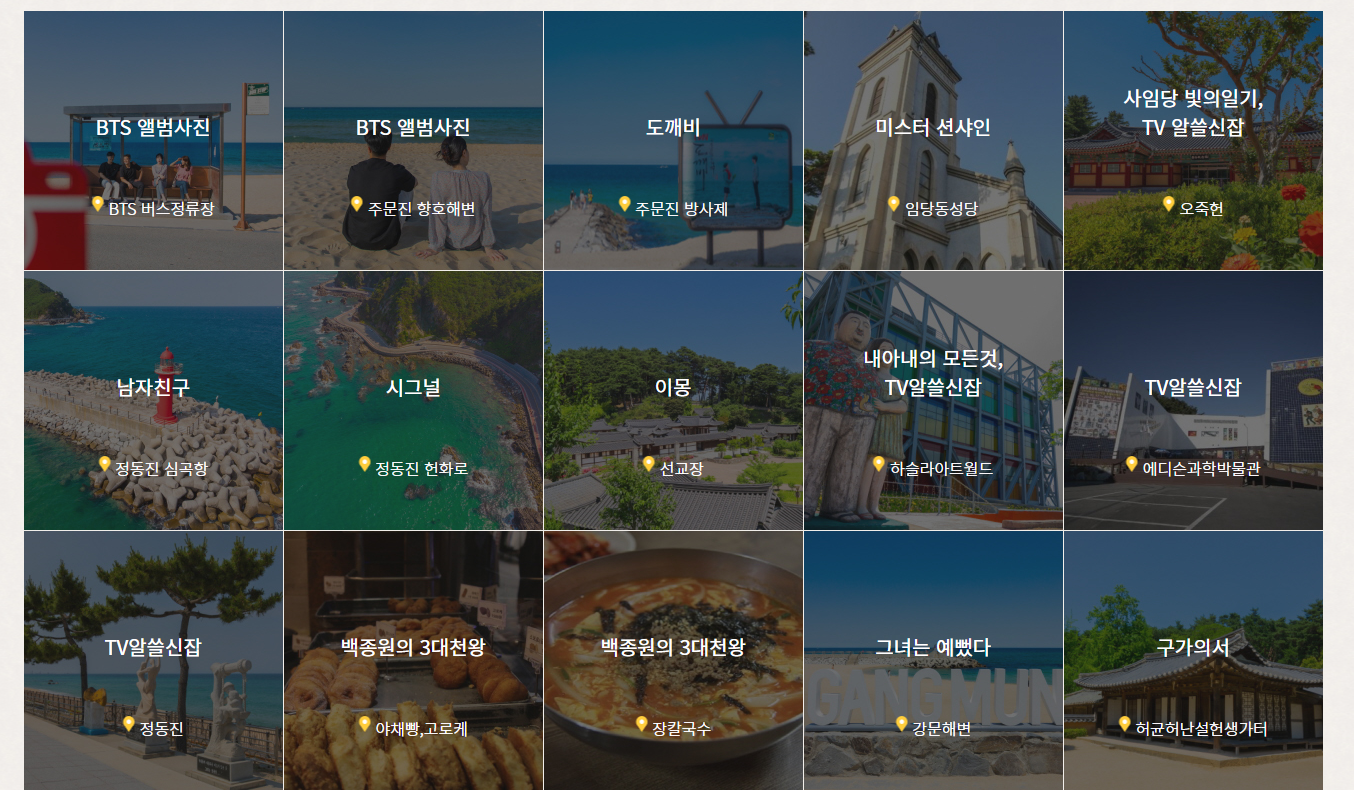 BTS 앨범사진
BTS 버스정류장
BTS 앨범사진
주문진 향호해변
도깨비
주문진 방사제
미스터 션샤인
임당동성당
사임당 빛의일기,
TV 알쓸신잡
오죽헌
남자친구
정동진 심곡항
시그널
정동진 헌화로
이몽
선교장
내아내의 모든것,
TV알쓸신잡
하슬라아트월드
TV알쓸신잡
에디슨과학박물관
TV알쓸신잡
정동진
백종원의 3대천왕
야채빵,고로케
백종원의 3대천왕
장칼국수
그녀는 예뻤다
GANGMUN
강문해변
구가의서
허균허난설헌생가터